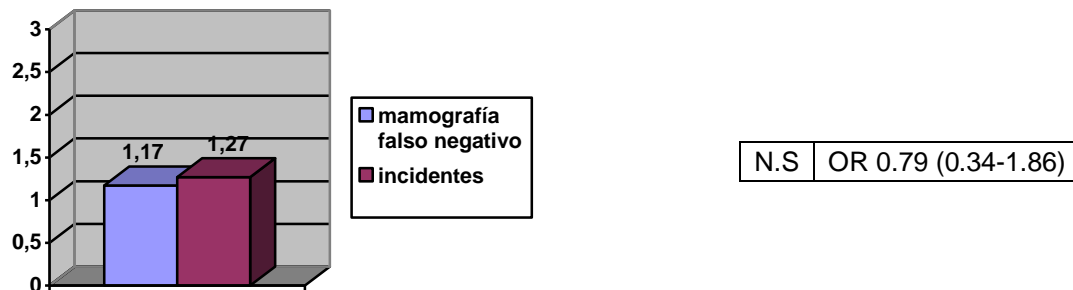 3
2,5
2
1,5
1
0,5
0
1,17
1,27
mamografía
falso negativo
incidentes
N.S OR 0.79 (0.34-1.86)